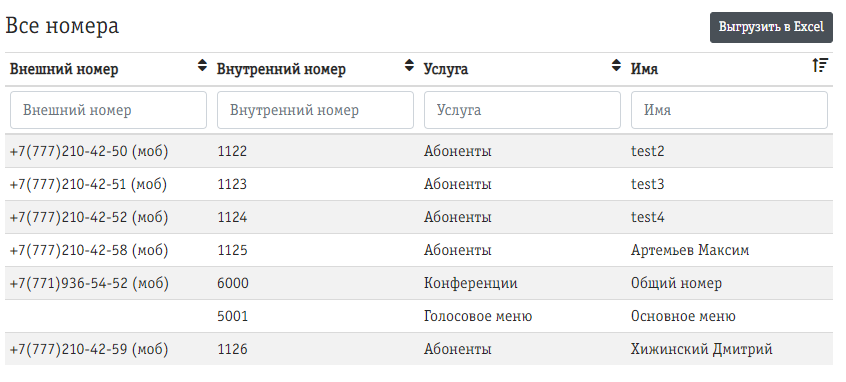 Все номера
Выгрузить в Excel
Внешний номер Внутренний номер Услуга Имя
Внешний номер Внутренний номер Услуга Имя
+7(777)210-42-50 (моб) 1122 Абоненты test2
+7(777)210-42-51 (моб) 1123 Абоненты test3
+7(777)210-42-52 (моб) 1124 Абоненты test4
+7(777)210-42-58 (моб) 1125 Абоненты Артемьев Максим
+7(771)936-54-52 (моб) 6000 Конференции Общий номер
5001 Голосовое меню Основное меню
+7(777)210-42-59 (моб) 1126 Абоненты Хижинский Дмитрий